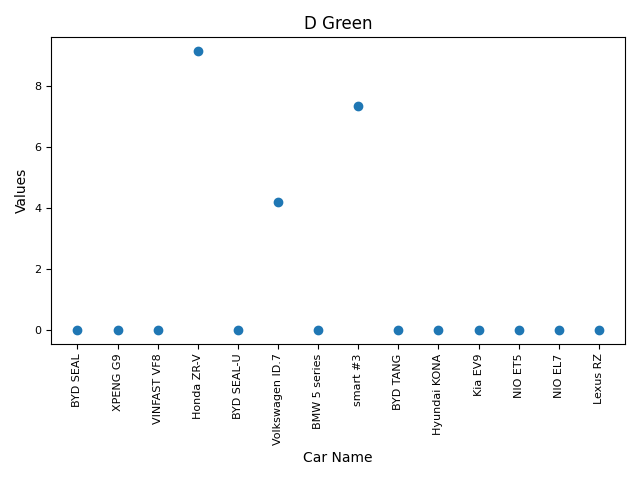 D Green
Values
8
6
4
2
0
BYD SEAL
XPENG G9
VINFAST VF8
Honda ZR-V
BYD SEAL-U
Volkswagen ID.7
BMW 5 series
smart #3
BYD TANG
Hyundai KONA
Kia EV9
NIO ET5
NIO EL7
Lexus RZ
Car Name